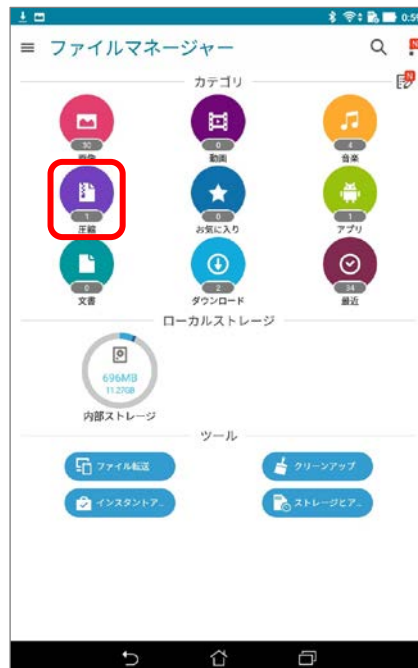 0:5
ファイルマネージャー
N
カテゴリ
N
30
0
4
画像
動画
音楽
1
0
1
圧縮
お気に入り
アプリ
0
2
34
文書
ダウンロード
最近
ローカルストレージ
696MB
11.27GB
内部ストレージ
ツール
ファイル転送
クリーンアップ
インスタントア..
ストレージとア..